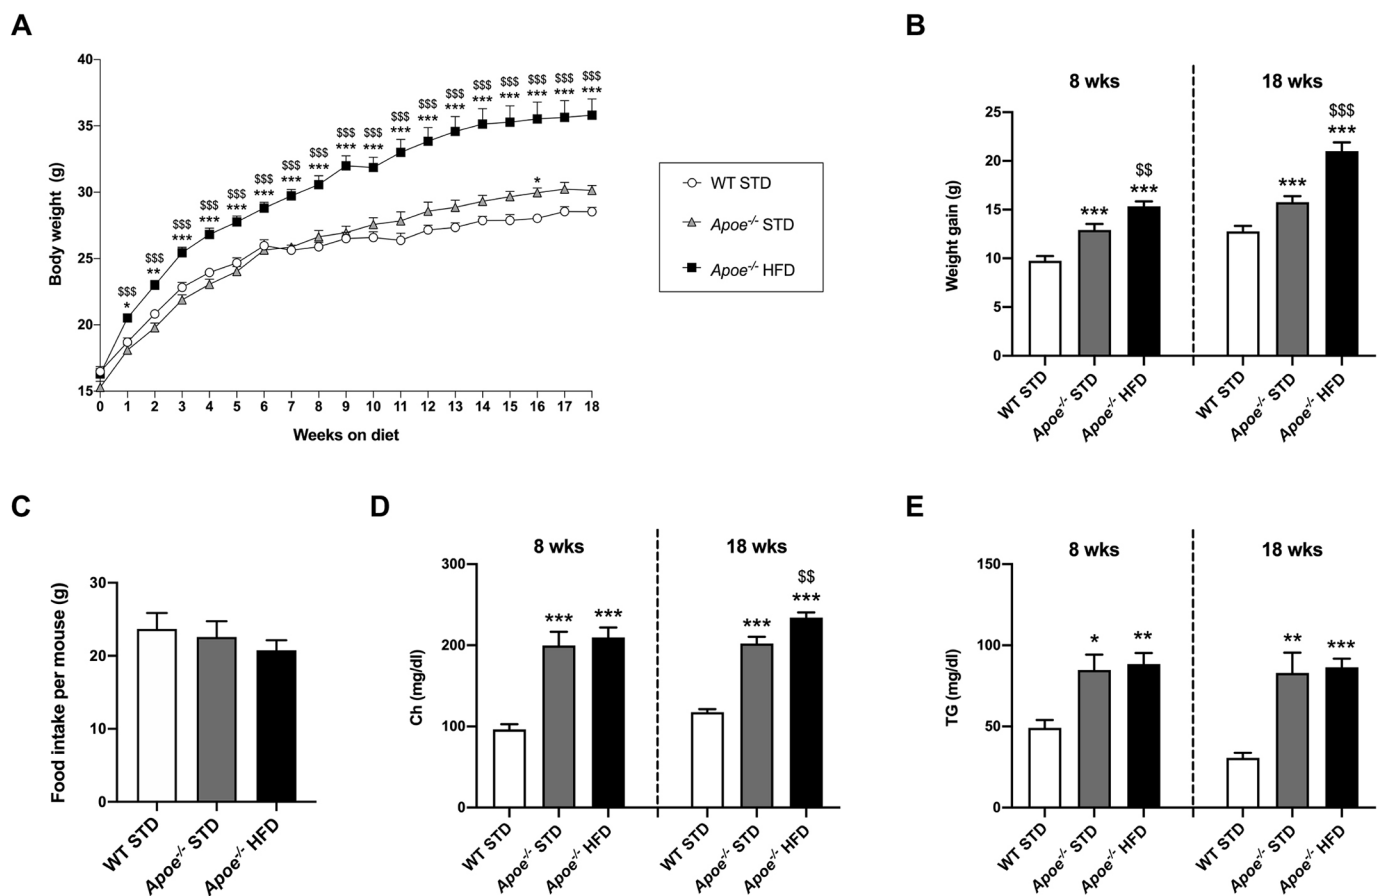 A
40
35
30
25
20
15
Body weight (g)
$$$ $$$ $$$ $$$ $$$ $$$ $$$ $$$ $$$ $$$ $$$ $$$ $$$ $$$ $$$ $$$ $$$ $$$
* ** *** *** *** *** *** *** *** *** *** *** *** *** *** *** *** ***
*
0 1 2 3 4 5 6 7 8 9 10 11 12 13 14 15 16 17 18
Weeks on diet
WT STD
Apoe-/- STD
Apoe-/- HFD
B
8 wks 18 wks
25
20
15
10
5
0
Weight gain (g)
***
$$
***
***
$$$
***
WT STD
Apoe-/- STD
Apoe-/- HFD
WT STD
Apoe-/- STD
Apoe-/- HFD
C
30
20
10
0
Food intake per mouse (g)
WT STD
Apoe-/- STD
Apoe-/- HFD
D
8 wks 18 wks
300
200
100
0
Ch (mg/dl)
***
***
***
$$
***
WT STD
Apoe-/- STD
Apoe-/- HFD
WT STD
Apoe-/- STD
Apoe-/- HFD
E
8 wks 18 wks
150
100
50
0
TG (mg/dl)
*
**
**
***
WT STD
Apoe-/- STD
Apoe-/- HFD
WT STD
Apoe-/- STD
Apoe-/- HFD